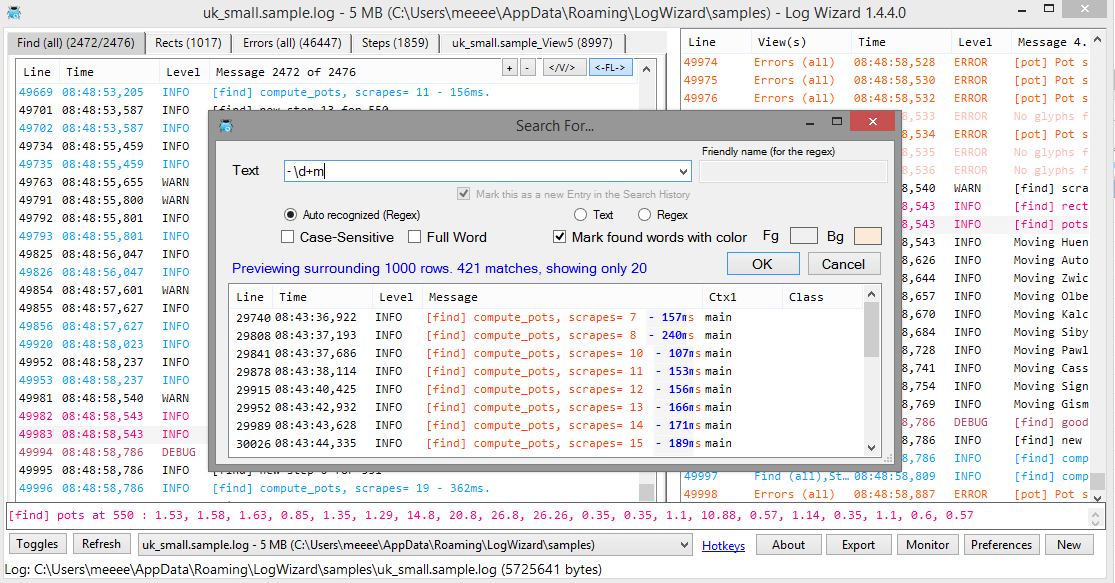 uk_small.sample.log - 5 MB (C:\Users\meeee\AppData\Roaming\LogWizard\samples) - Log Wizard 1.4.4.0
Find (all) (2472/2476) Rects (1017) Errors (all) (46447) Steps (1859) uk_small.sample_View5 (8997)
Line Time Level Message 2472 of 2476 + - </V/> <-FL->
49669 08:48:53,205 INFO [find] compute_pots, scrapes= 11 - 156ms.
49701 08:48:53,587 INFO [find] new step 13 for 550
49702 08:48:53,587 INFO
49734 08:48:55,459 INFO
49735 08:48:55,459 INFO
49763 08:48:55,655 WARN
49791 08:48:55,800 WARN
49792 08:48:55,801 INFO
49793 08:48:55,801 INFO
49825 08:48:56,047 INFO
49826 08:48:56,047 INFO
49854 08:48:57,601 WARN
49855 08:48:57,627 INFO
49856 08:48:57,627 INFO
49920 08:48:58,023 INFO
49952 08:48:58,237 INFO
49953 08:48:58,237 INFO
49981 08:48:58,540 WARN
49982 08:48:58,543 INFO
49983 08:48:58,543 INFO
49994 08:48:58,786 DEBUG
49995 08:48:58,786 INFO
49996 08:48:58,786 INFO [find] compute_pots, scrapes= 19 - 362ms.
Line View(s) Time Level Message 4.
49974 Errors (all) 08:48:58,528 ERROR [pot] Pot s
49975 Errors (all) 08:48:58,530 ERROR [pot] Pot s
49976 Errors (all) 08:48:58,532 ERROR [pot] Pot s
8,533 ERROR No glyphs f
8,534 ERROR [pot] Pot s
8,535 ERROR No glyphs f
8,536 ERROR No glyphs f
8,540 WARN [find] scra
8,543 INFO [find] rect
8,543 INFO [find] pots
8,543 INFO Moving Huen
8,626 INFO Moving Auto
8,644 INFO Moving Zwic
8,657 INFO Moving Olbe
8,670 INFO Moving Kalc
8,684 INFO Moving Siby
8,728 INFO Moving Pawl
8,741 INFO Moving Cass
8,754 INFO Moving Sign
8,769 INFO Moving Gism
8,786 DEBUG [find] good
8,786 INFO [find] new
8,786 INFO [find] comp
49997 Find (all),St… 08:48:58,809 INFO [find] comp
49998 Errors (all) 08:48:58,887 ERROR [pot] Pot s
Search For...
Friendly name (for the regex)
Text - \d+m
Mark this as a new Entry in the Search History
Auto recognized (Regex) Text Regex
Case-Sensitive Full Word Mark found words with color Fg Bg
Previewing surrounding 1000 rows. 421 matches, showing only 20 OK Cancel
Line Time Level Message Ctx1 Class
29740 08:43:36,922 INFO [find] compute_pots, scrapes= 7 - 157ms main
29808 08:43:37,193 INFO [find] compute_pots, scrapes= 8 - 240ms main
29841 08:43:37,686 INFO [find] compute_pots, scrapes= 10 - 107ms main
29878 08:43:38,114 INFO [find] compute_pots, scrapes= 11 - 153ms main
29915 08:43:40,425 INFO [find] compute_pots, scrapes= 12 - 156ms main
29952 08:43:42,932 INFO [find] compute_pots, scrapes= 13 - 166ms main
29989 08:43:43,628 INFO [find] compute_pots, scrapes= 14 - 171ms main
30026 08:43:44,335 INFO [find] compute_pots, scrapes= 15 - 189ms main
[find] pots at 550 : 1.53, 1.58, 1.63, 0.85, 1.35, 1.29, 14.8, 20.8, 26.8, 26.26, 0.35, 0.35, 1.1, 10.88, 0.57, 1.14, 0.35, 1.1, 0.6, 0.57
Toggles Refresh uk_small.sample.log - 5 MB (C:\Users\meeee\AppData\Roaming\LogWizard\samples) Hotkeys About Export Monitor Preferences New
Log: C:\Users\meeee\AppData\Roaming\LogWizard\samples\uk_small.sample.log (5725641 bytes)